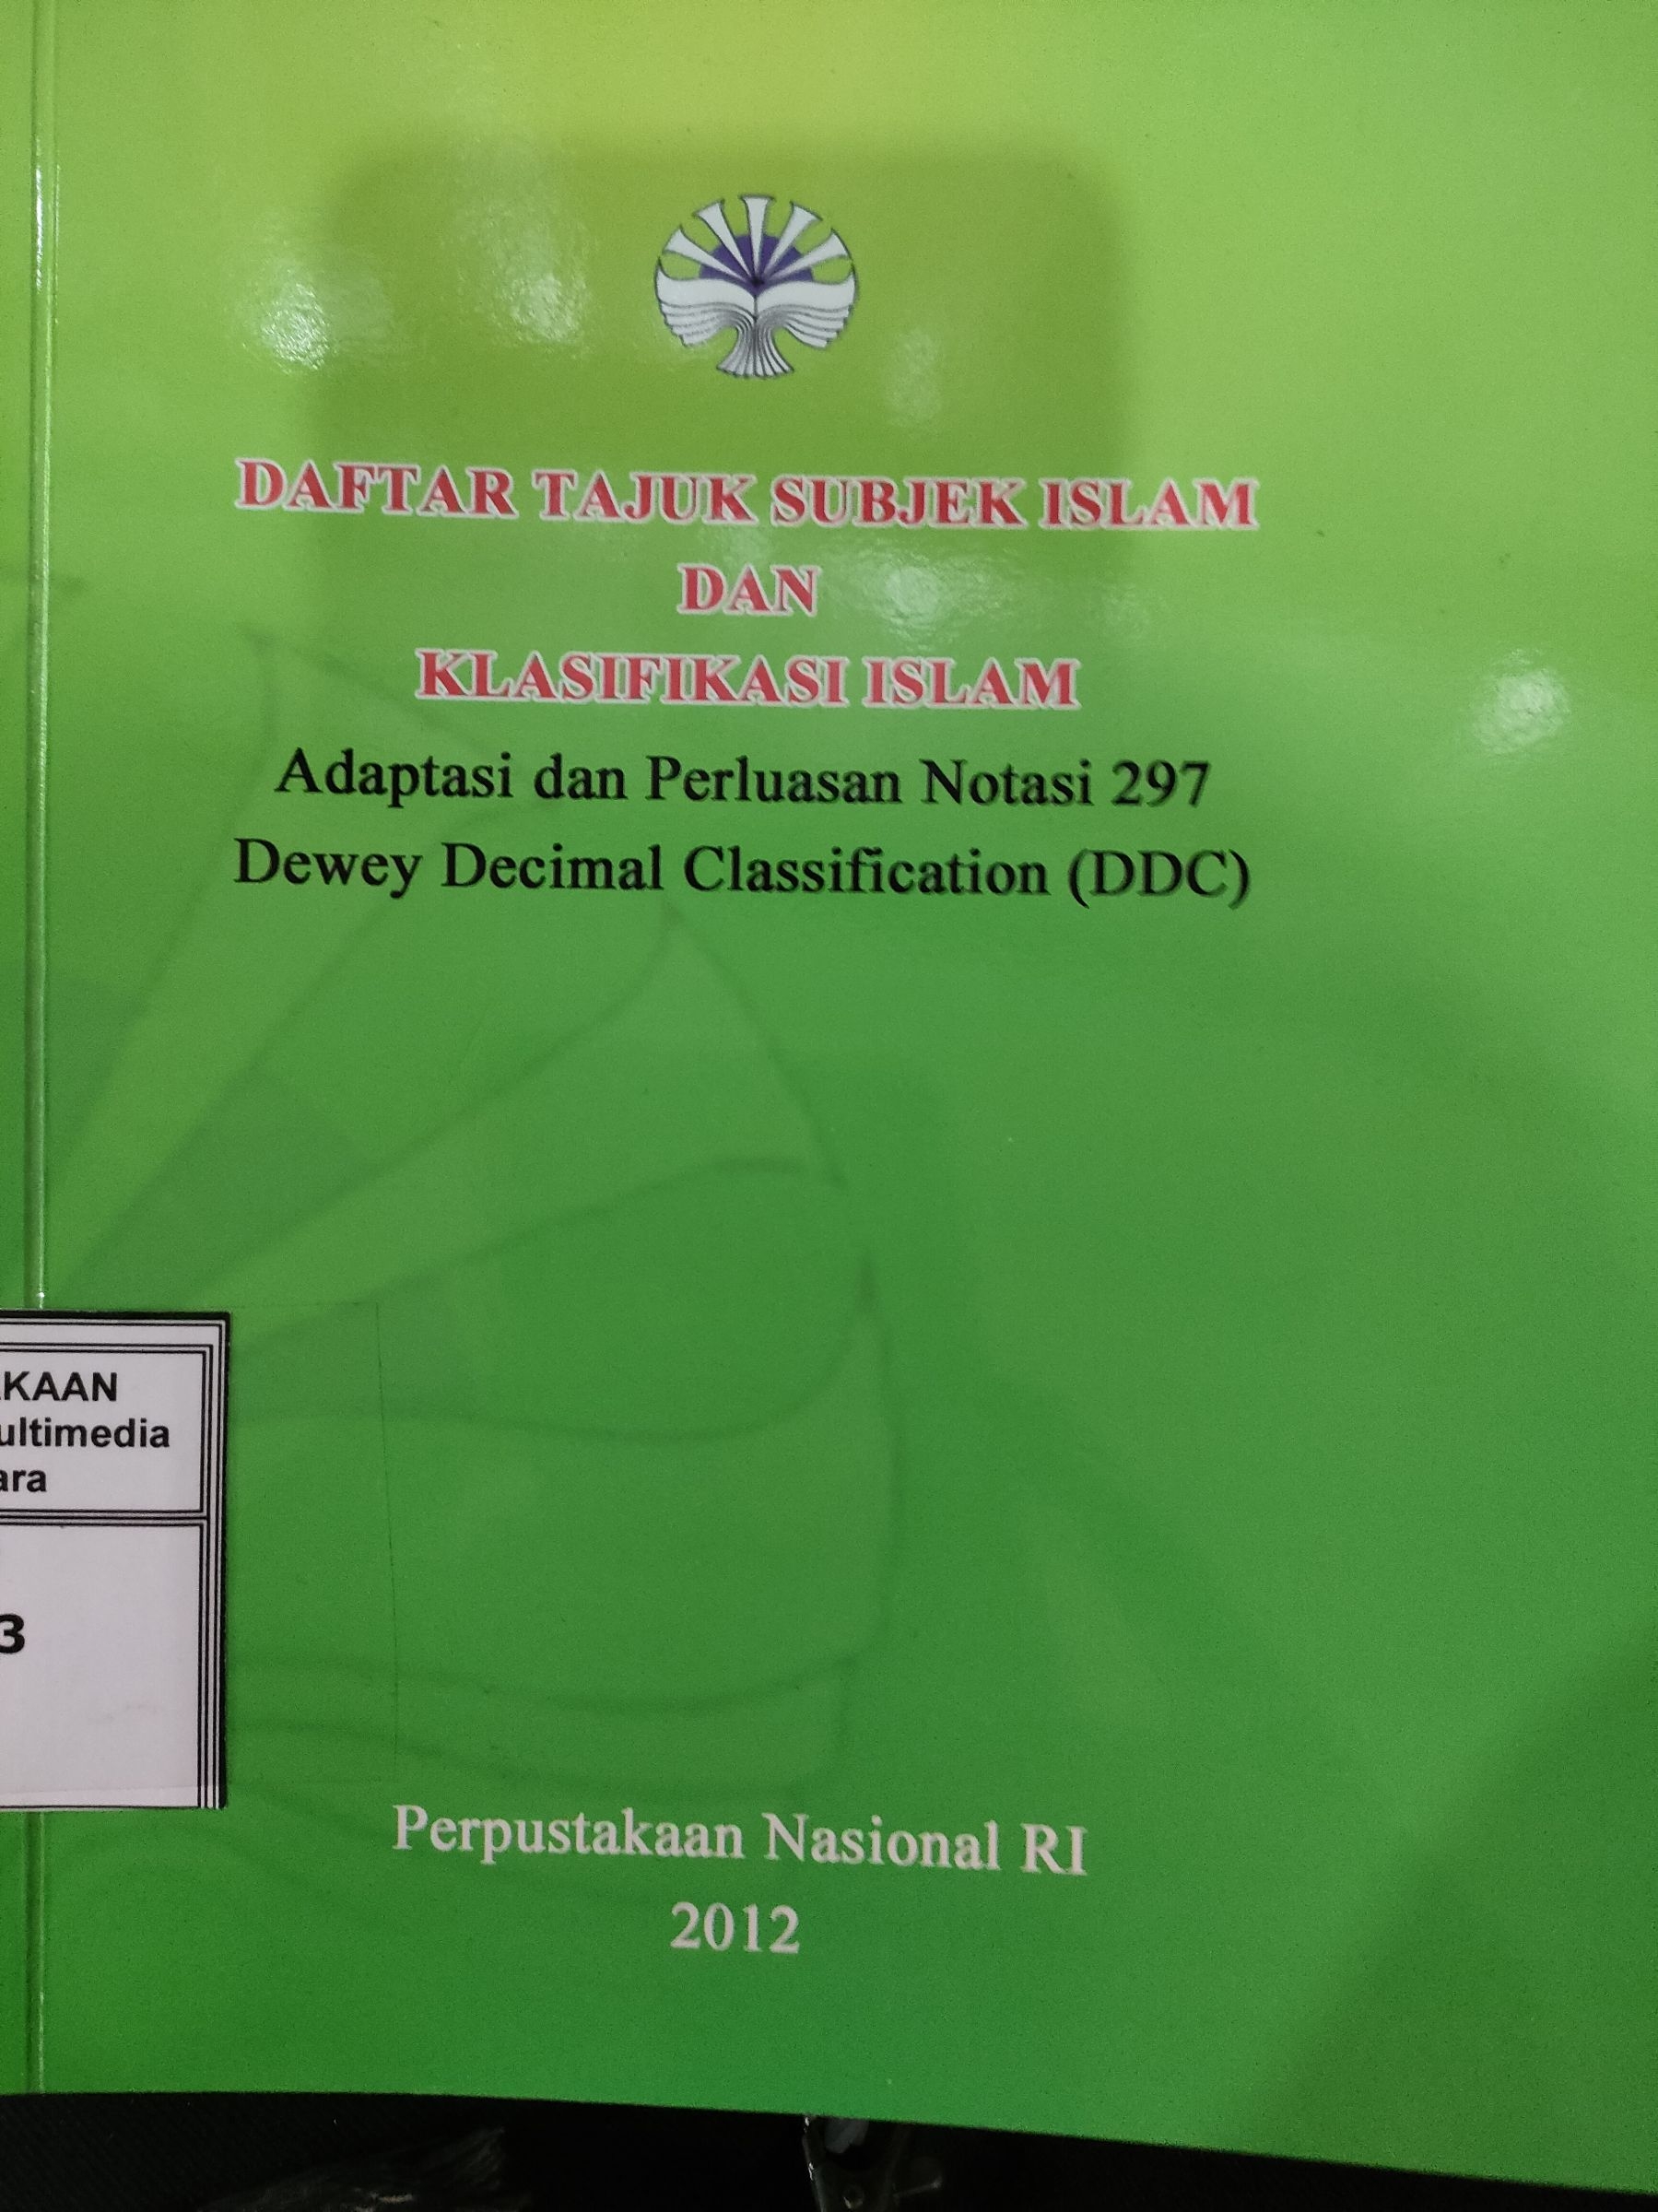 DAFTAR TAJUK SUBJEK ISLAM
DAN
KLASIFIKASI ISLAM
Adaptasi dan Perluasan Notasi 297
Dewey Decimal Classification (DDC)
KAAN
ultimedia
ara
3
Perpustakaan Nasional RI
2012